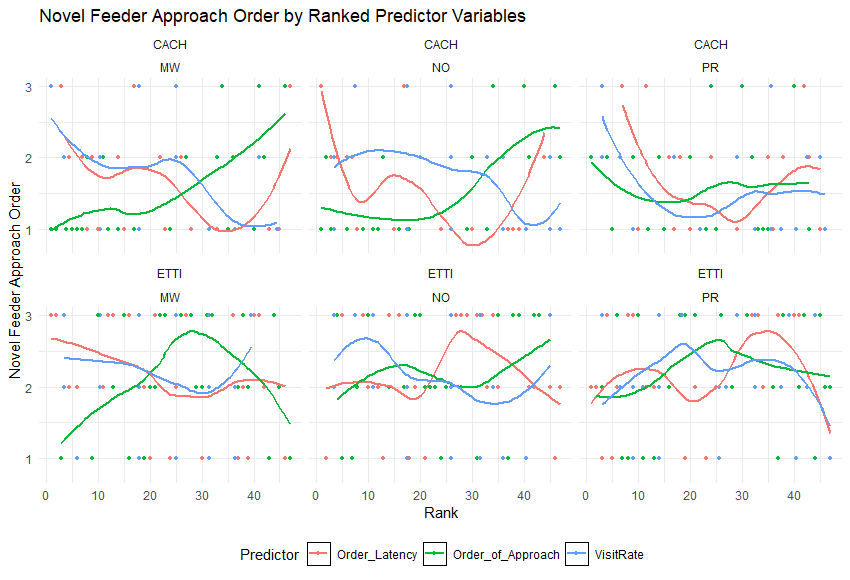 Novel Feeder Approach Order by Ranked Predictor Variables
CACH CACH CACH
MW NO PR
3
2
1
ETTI ETTI ETTI
MW NO PR
3
2
1
0 10 20 30 40 0 10 20 30 40 0 10 20 30 40
Novel Feeder Approach Order
Rank
Predictor Order_Latency Order_of_Approach VisitRate